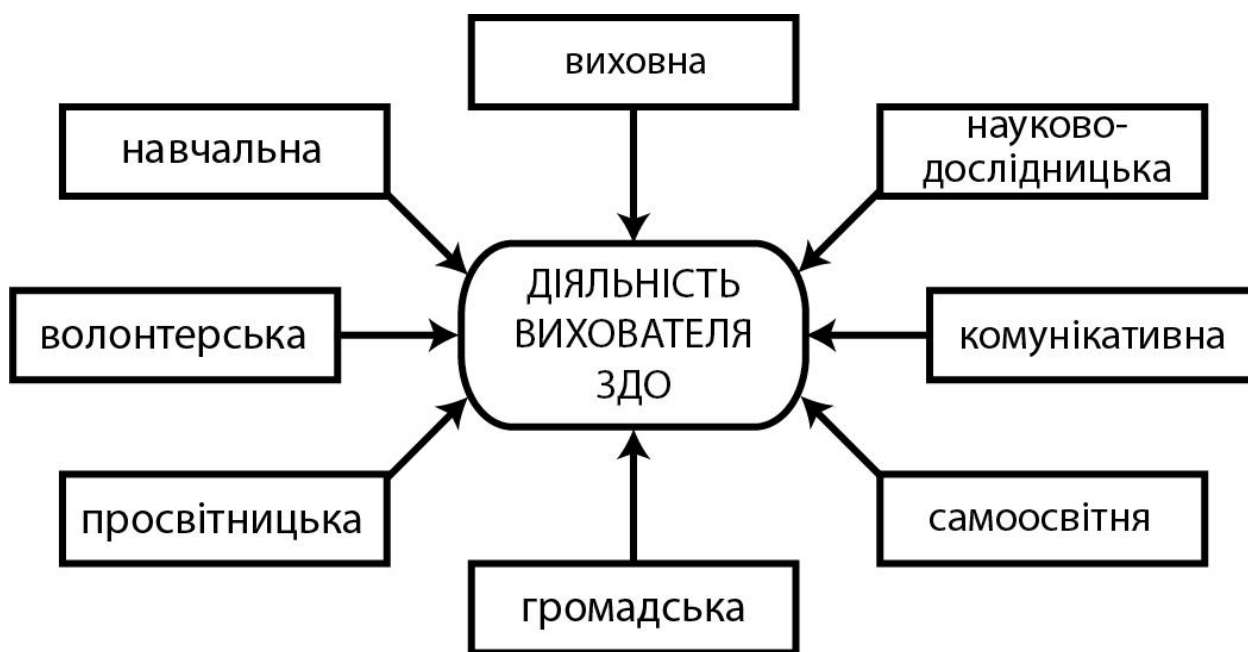 виховна
навчальна
науково-
дослідницька
ДІЯЛЬНІСТЬ
ВИХОВАТЕЛЯ
ЗДО
волонтерська
комунікативна
просвітницька
самоосвітня
громадська